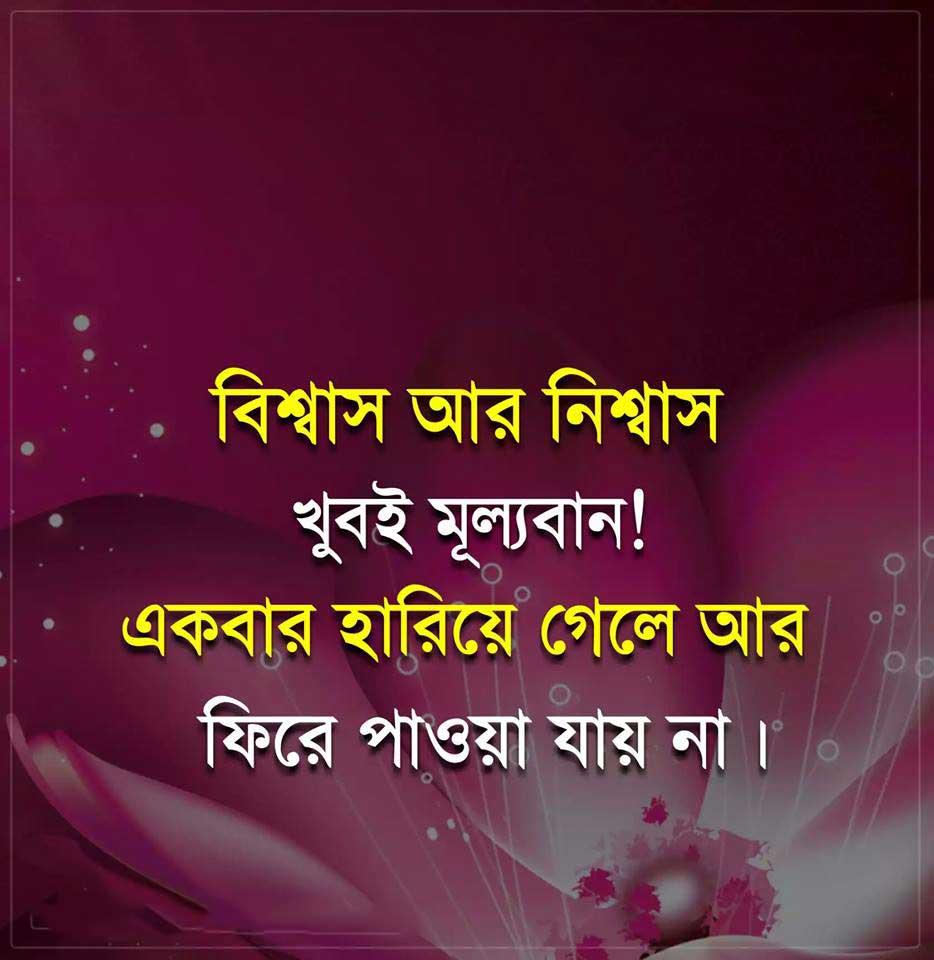 বিশ্বাস আর নিশ্বাস
খুবই মূল্যবান!
একবার হারিয়ে গেলে আর
ফিরে পাওয়া যায় না।